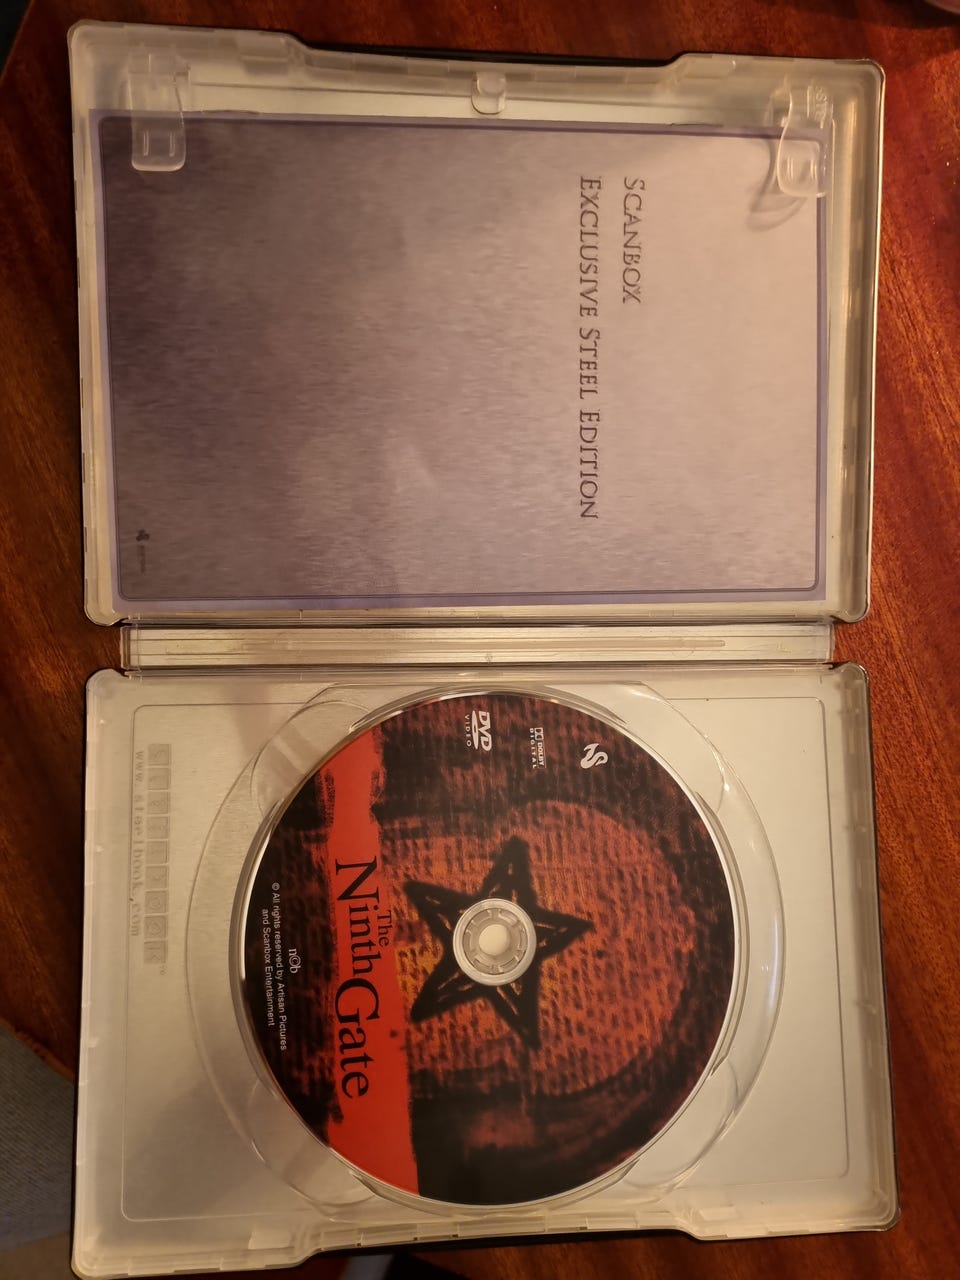 SCANBOX
EXCLUSIVE STEEL EDITION
DVD
VIDEO
DOLBY
DIGITAL
The
Ninth Gate
ncb
© All rights reserved by Artisan Pictures
and Scanbox Entertainment
www.steelbook.com